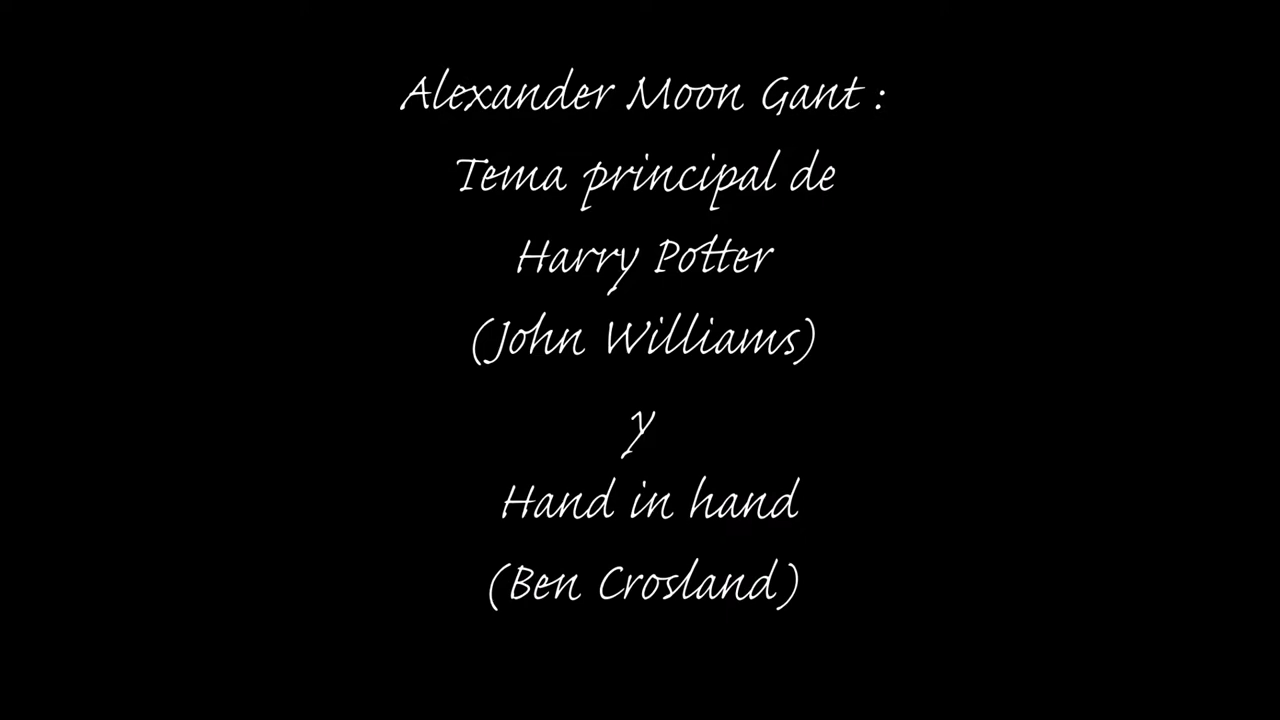 Alexander Moon Gant :
Tema principal de
Harry Potter
(John Williams)
y
Hand in hand
(Ben Crosland)